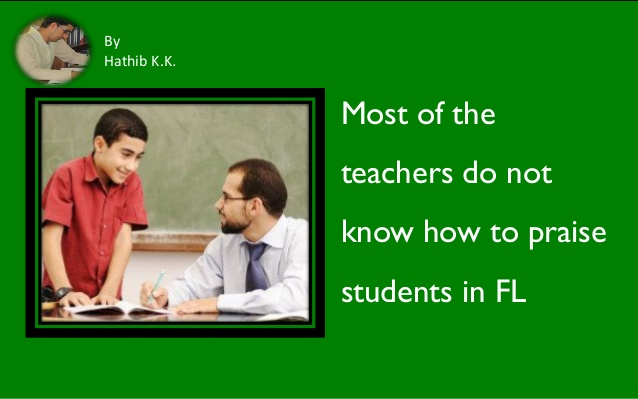 By
Hathib K.K.
Most of the
teachers do not
know how to praise
students in FL